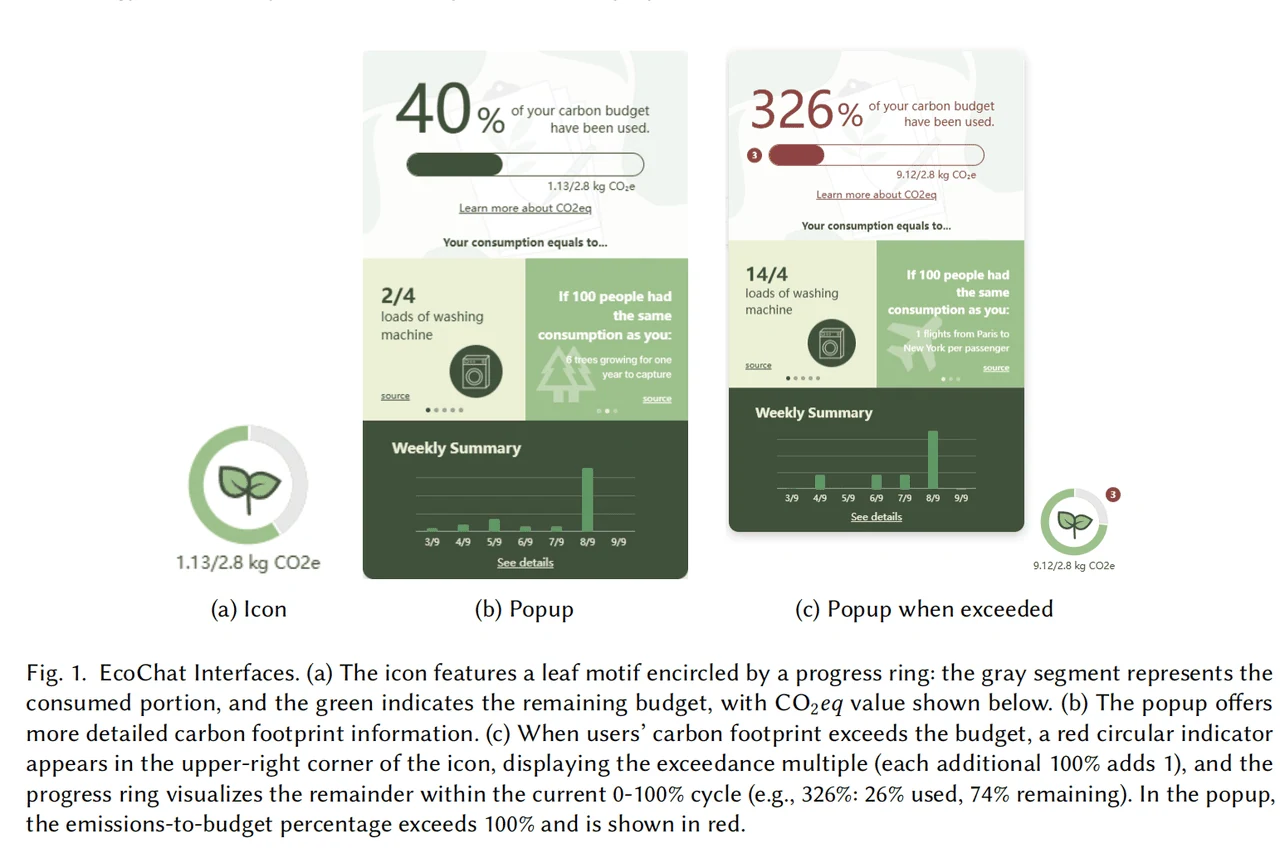 40% of your carbon budget
have been used.
1.13/2.8 kg CO₂e
Learn more about CO2eq
Your consumption equals to...
2/4
loads of washing
machine
source
If 100 people had
the same
consumption as you:
6 trees growing for one
year to capture
source
Weekly Summary
3/9 4/9 5/9 6/9 7/9 8/9 9/9
See details
326% of your carbon budget
have been used.
3
9.12/2.8 kg CO₂e
Learn more about CO2eq
Your consumption equals to...
14/4
loads of washing
machine
source
If 100 people had
the same
consumption as you:
1 flights from Paris to
New York per passenger
source
Weekly Summary
3/9 4/9 5/9 6/9 7/9 8/9 9/9
See details
1.13/2.8 kg CO2e
3
9.12/2.8 kg CO2e
(a) Icon
(b) Popup
(c) Popup when exceeded
Fig. 1. EcoChat Interfaces. (a) The icon features a leaf motif encircled by a progress ring: the gray segment represents the
consumed portion, and the green indicates the remaining budget, with CO₂eq value shown below. (b) The popup offers
more detailed carbon footprint information. (c) When users' carbon footprint exceeds the budget, a red circular indicator
appears in the upper-right corner of the icon, displaying the exceedance multiple (each additional 100% adds 1), and the
progress ring visualizes the remainder within the current 0-100% cycle (e.g., 326%: 26% used, 74% remaining). In the popup,
the emissions-to-budget percentage exceeds 100% and is shown in red.